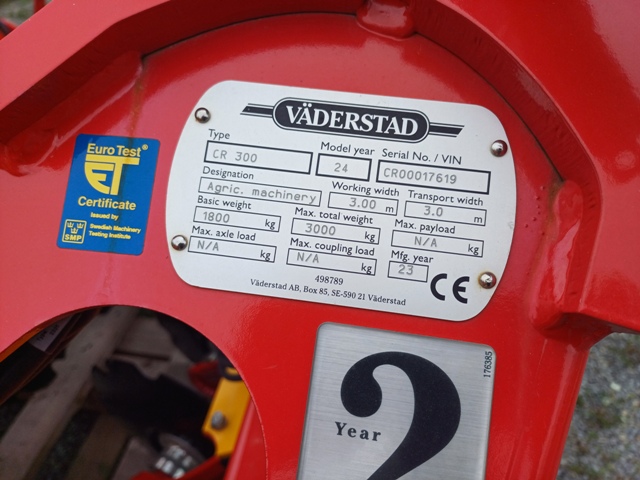 VÄDERSTAD
Type Model year Serial No. / VIN
CR 300 24 CR00017619
Designation Working width Transport width
Agric. machinery 3.00 m 3.0 m
Basic weight Max. total weight Max. payload
1800 kg 3000 kg N/A kg
Max. axle load Max. coupling load Mfg. year
N/A kg N/A kg 23 CE
498789
Väderstad AB, Box 85, SE-590 21 Väderstad
Euro Test®
ET
Certificate
Issued by
SMP Swedish Machinery
Testing Institute
176385
Year 2